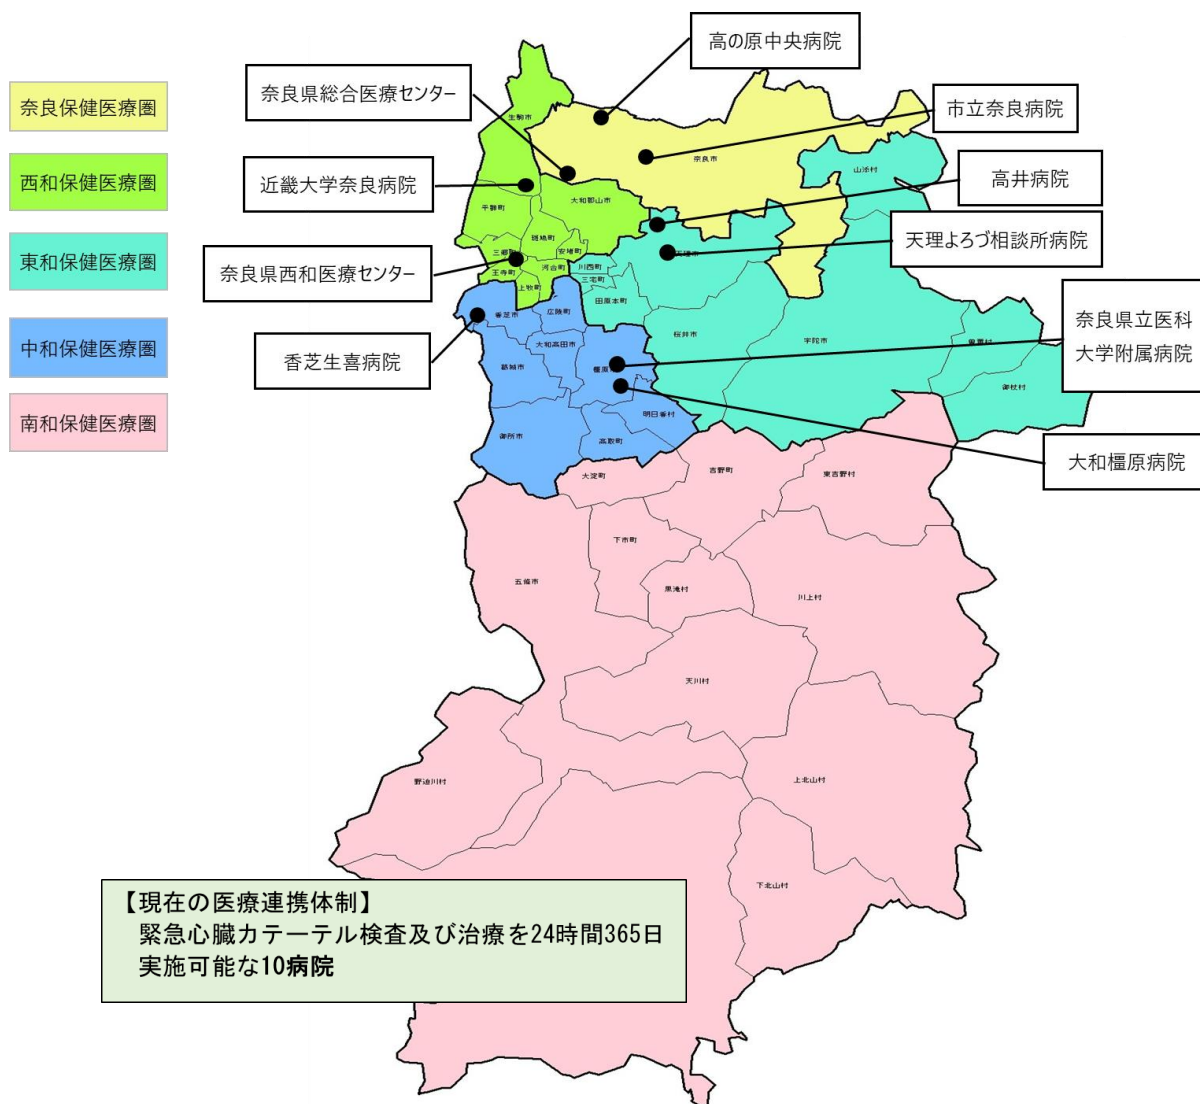 高の原中央病院
奈良県総合医療センター
市立奈良病院
近畿大学奈良病院
高井病院
天理よろづ相談所病院
奈良県西和医療センター
奈良県立医科
大学附属病院
香芝生喜病院
大和橿原病院
奈良保健医療圏
西和保健医療圏
東和保健医療圏
中和保健医療圏
南和保健医療圏
生駒市
奈良市
山添村
平群町
大和郡山市
斑鳩町
安堵町
三郷町
王寺町
河合町
上牧町
川西町
三宅町
田原本町
天理市
香芝市
広陵町
大和高田市
葛城市
橿原
桜井市
宇陀市
御杖村
明日香村
御所市
高取町
大淀町
吉野町
東吉野村
下市町
五條市
黒滝村
川上村
天川村
野迫川村
上北山村
下北山村
【現在の医療連携体制】
緊急心臓カテーテル検査及び治療を24時間365日
実施可能な10病院